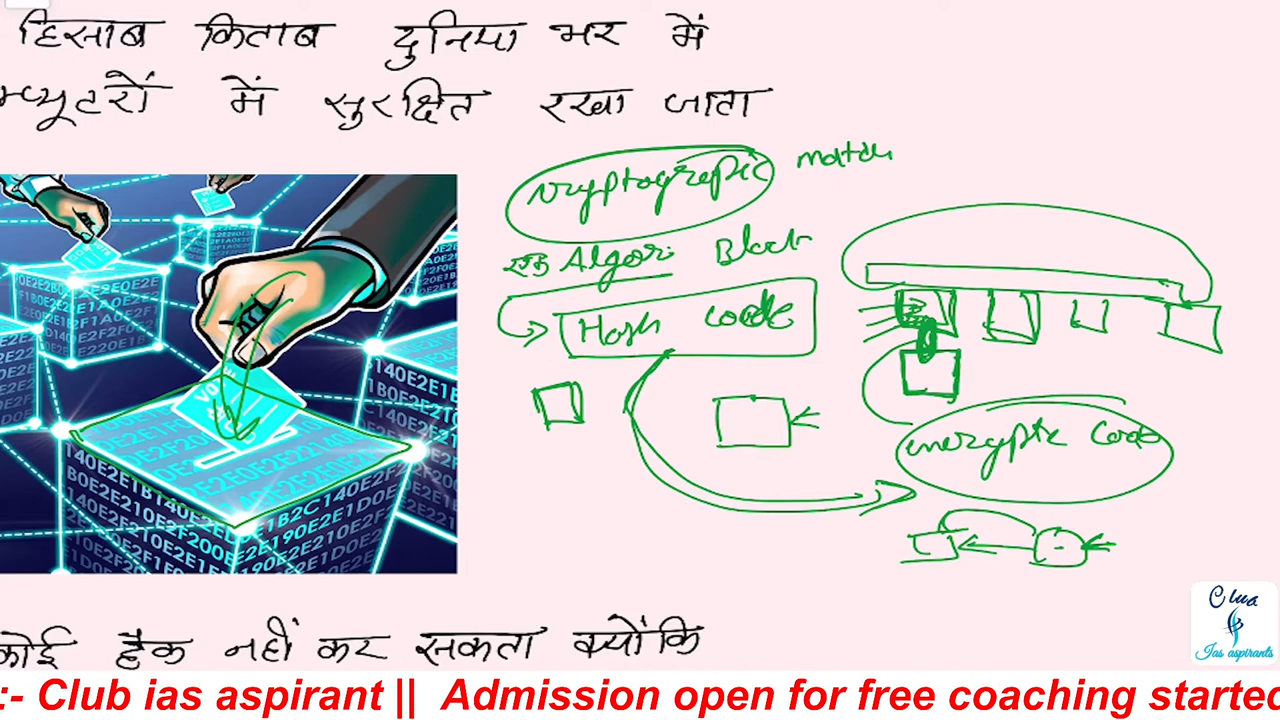 हिसाब किताब दुनिया भर में
म्प्यूटरों में सुरक्षित रखा जाता
cryptographic
एक Algori Block
Hash code
encryptic code
कोई हैक नहीं कर सकता क्योंकि
Club
Ias aspirants
:- Club ias aspirant || Admission open for free coaching started